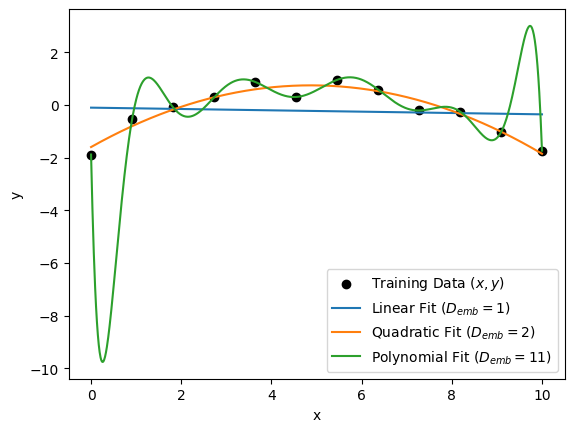 2
0
−2
−4
−6
−8
−10
y
0
2
4
6
8
10
x
Training Data (x, y)
Linear Fit (D_emb = 1)
Quadratic Fit (D_emb = 2)
Polynomial Fit (D_emb = 11)